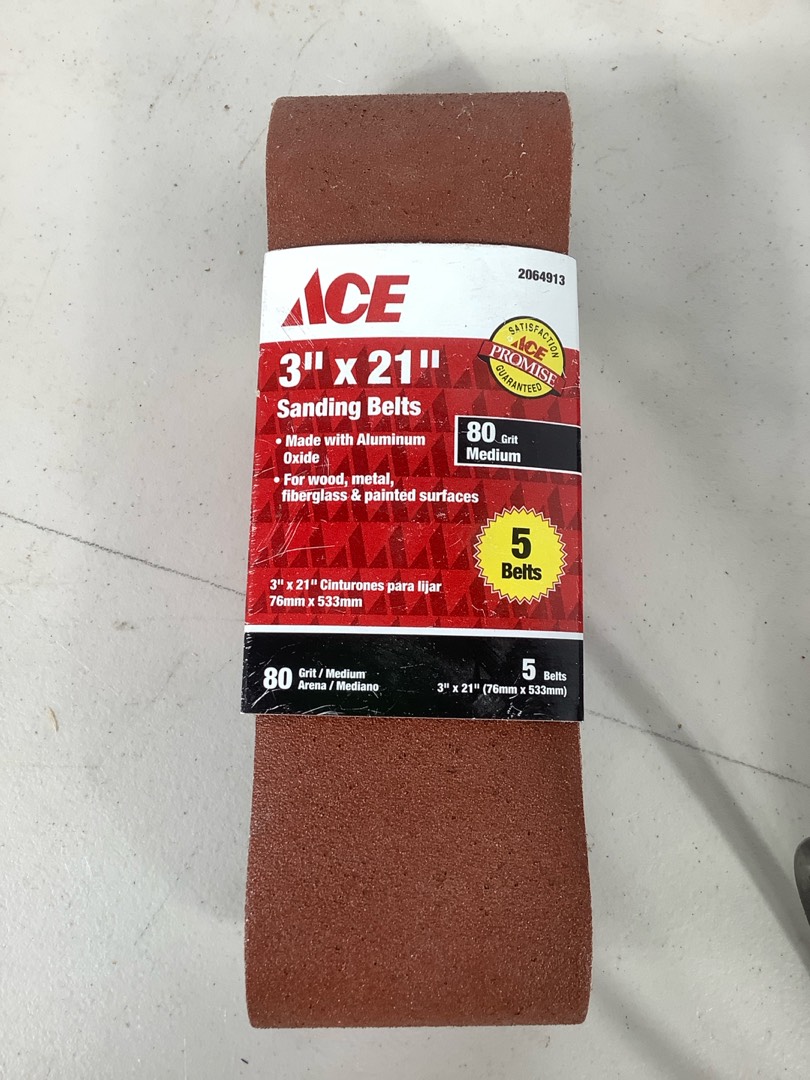 ACE
2064913
SATISFACTION
ACE
PROMISE
GUARANTEED
3" x 21"
Sanding Belts
• Made with Aluminum
Oxide
• For wood, metal,
fiberglass & painted surfaces
80 Grit
Medium
5
Belts
3" x 21" Cinturones para lijar
76mm x 533mm
80 Grit / Medium
Arena / Mediano
5 Belts
3" x 21" (76mm x 533mm)